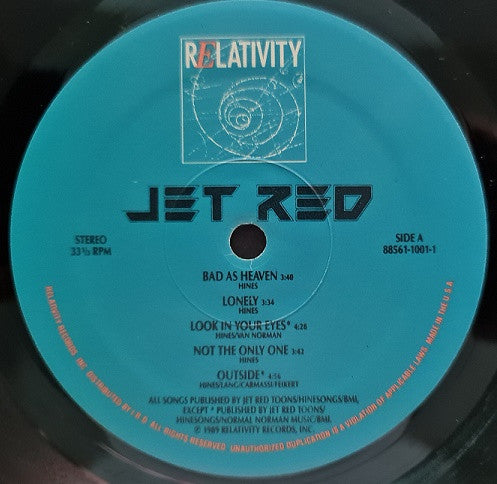 RELATIVITY
JET RED
STEREO
33⅓ RPM
SIDE A
88561-1001-1
BAD AS HEAVEN 3:40
HINES
LONELY 3:34
HINES
LOOK IN YOUR EYES* 4:28
HINES/VAN NORMAN
NOT THE ONLY ONE 3:42
HINES
OUTSIDE* 4:56
HINES/LANG/CARMASSI/FEIKERT
ALL SONGS PUBLISHED BY JET RED TOONS/HINESONGS/BMI,
EXCEPT * PUBLISHED BY JET RED TOONS/
HINESONGS/NORMAL NORMAN MUSIC/BMI.
℗ 1989 RELATIVITY RECORDS, INC.
RELATIVITY RECORDS INC. DISTRIBUTED BY I.R.D. ALL RIGHTS RESERVED. UNAUTHORIZED DUPLICATION IS A VIOLATION OF APPLICABLE LAWS. MADE IN THE U.S.A